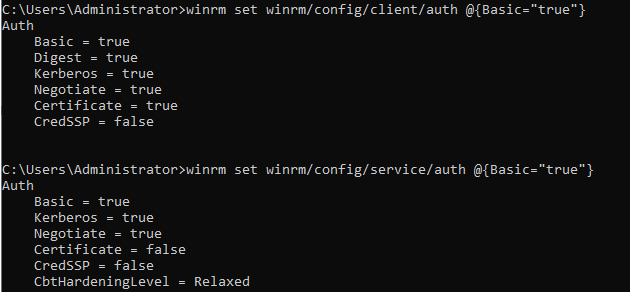 C:\Users\Administrator>winrm set winrm/config/client/auth @{Basic="true"}
Auth
    Basic = true
    Digest = true
    Kerberos = true
    Negotiate = true
    Certificate = true
    CredSSP = false
C:\Users\Administrator>winrm set winrm/config/service/auth @{Basic="true"}
Auth
    Basic = true
    Kerberos = true
    Negotiate = true
    Certificate = false
    CredSSP = false
    CbtHardeningLevel = Relaxed